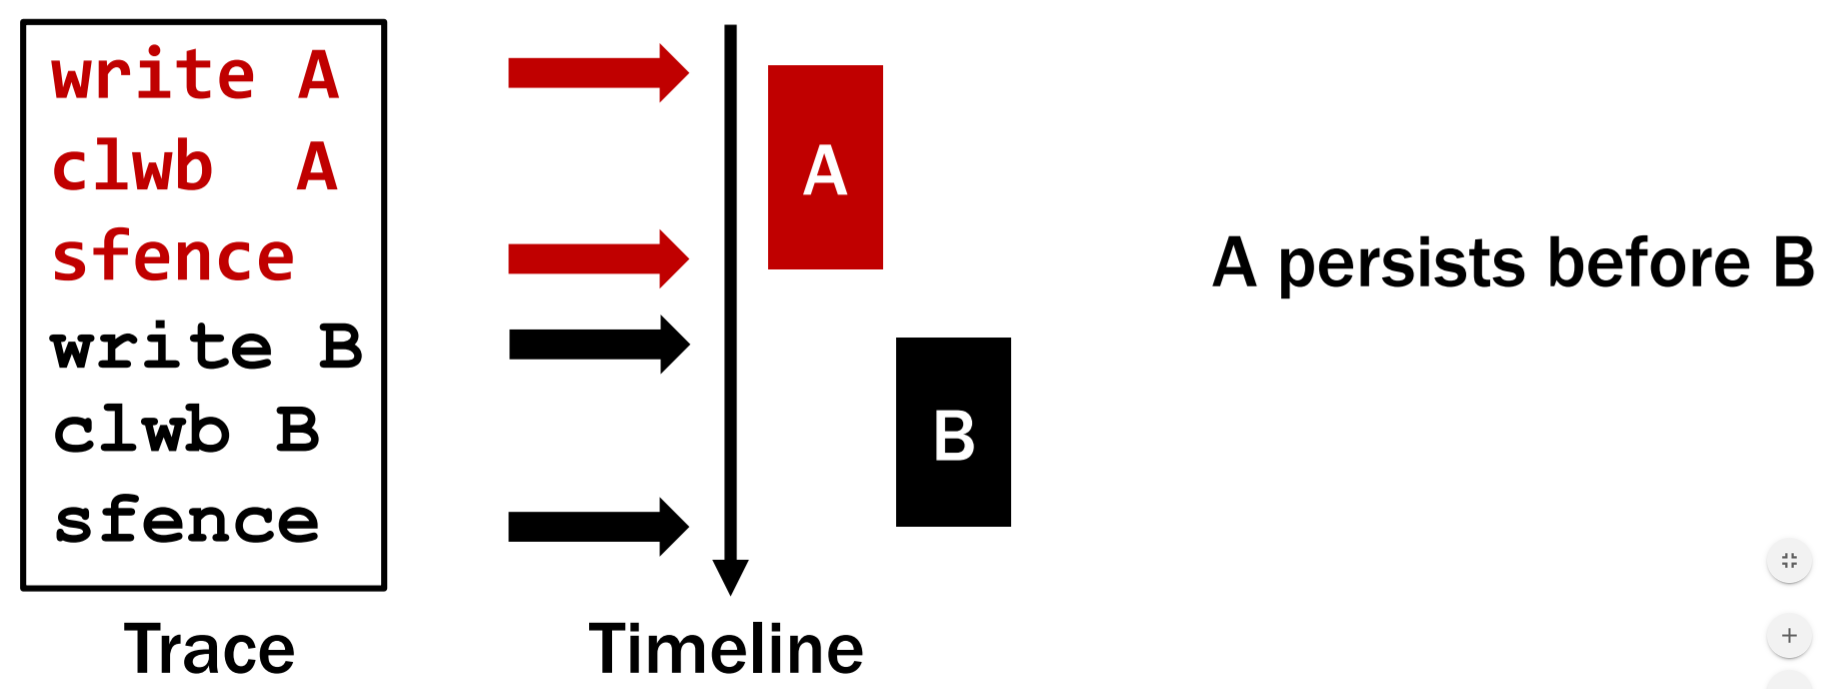 write A
clwb  A
sfence
write B
clwb B
sfence
Trace
A
B
Timeline
A persists before B